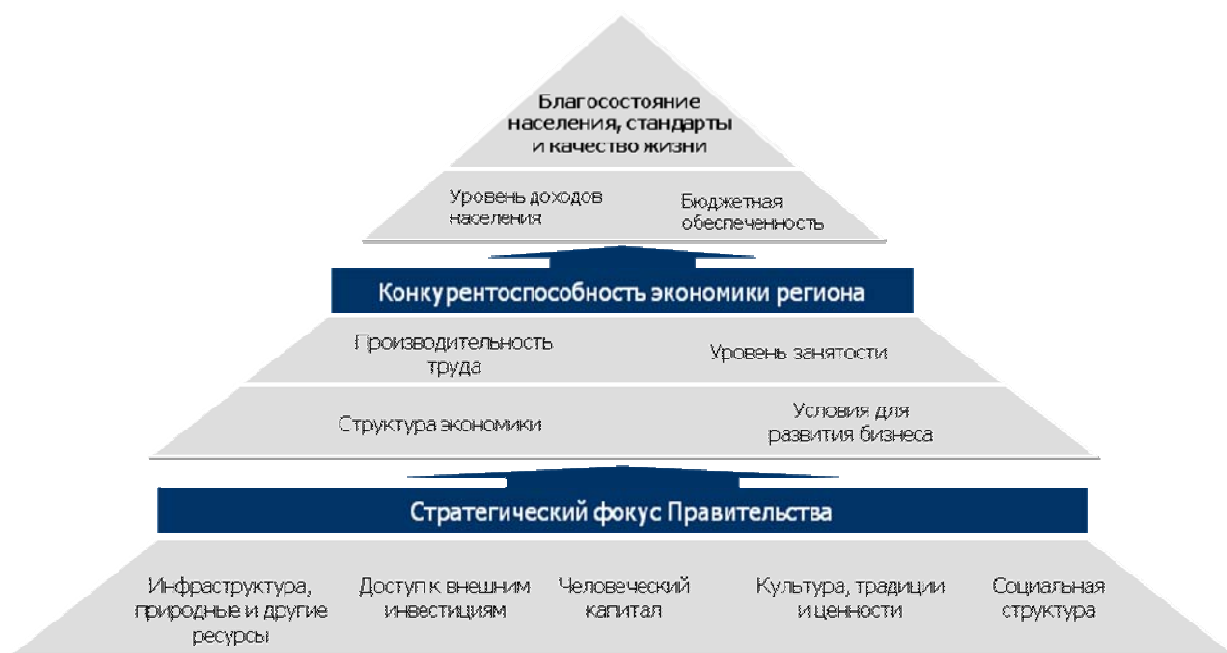 Благосостояние
населения, стандарты
и качество жизни
Уровень доходов
населения
Бюджетная
обеспеченность
Конкурентоспособность экономики региона
Производительность
труда
Уровень занятости
Структура экономики
Условия для
развития бизнеса
Стратегический фокус Правительства
Инфраструктура,
природные и другие
ресурсы
Доступ к внешним
инвестициям
Человеческий
капитал
Культура, традиции
и ценности
Социальная
структура